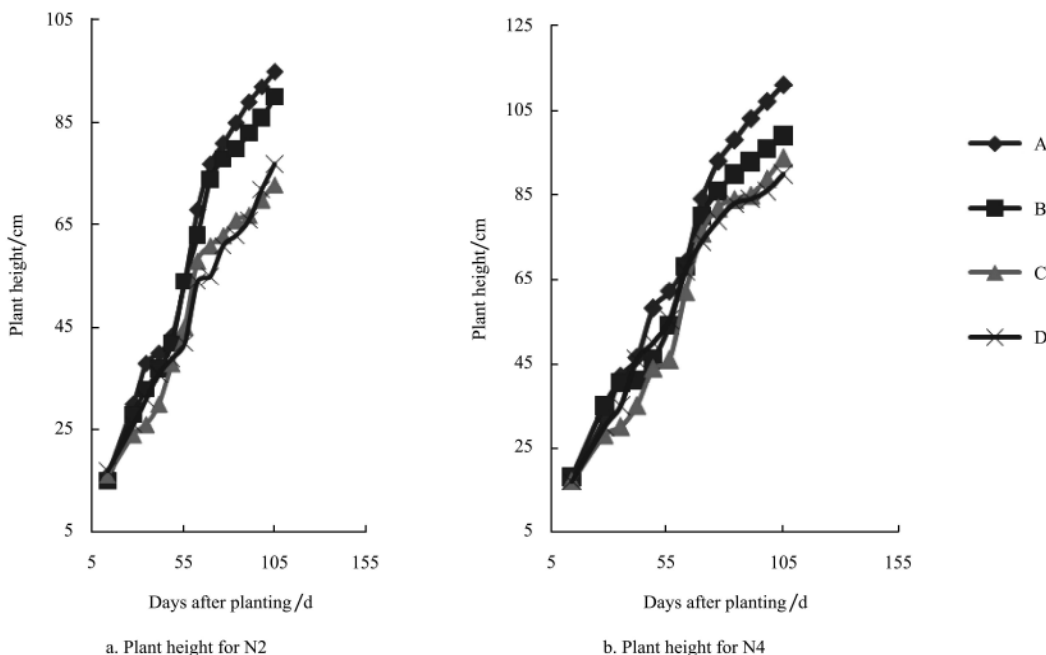 105
85
65
45
25
5
Plant height/cm
5 55 105 155
Days after planting/d
a. Plant height for N2
125
105
85
65
45
25
5
Plant height/cm
5 55 105 155
Days after planting/d
b. Plant height for N4
A
B
C
D